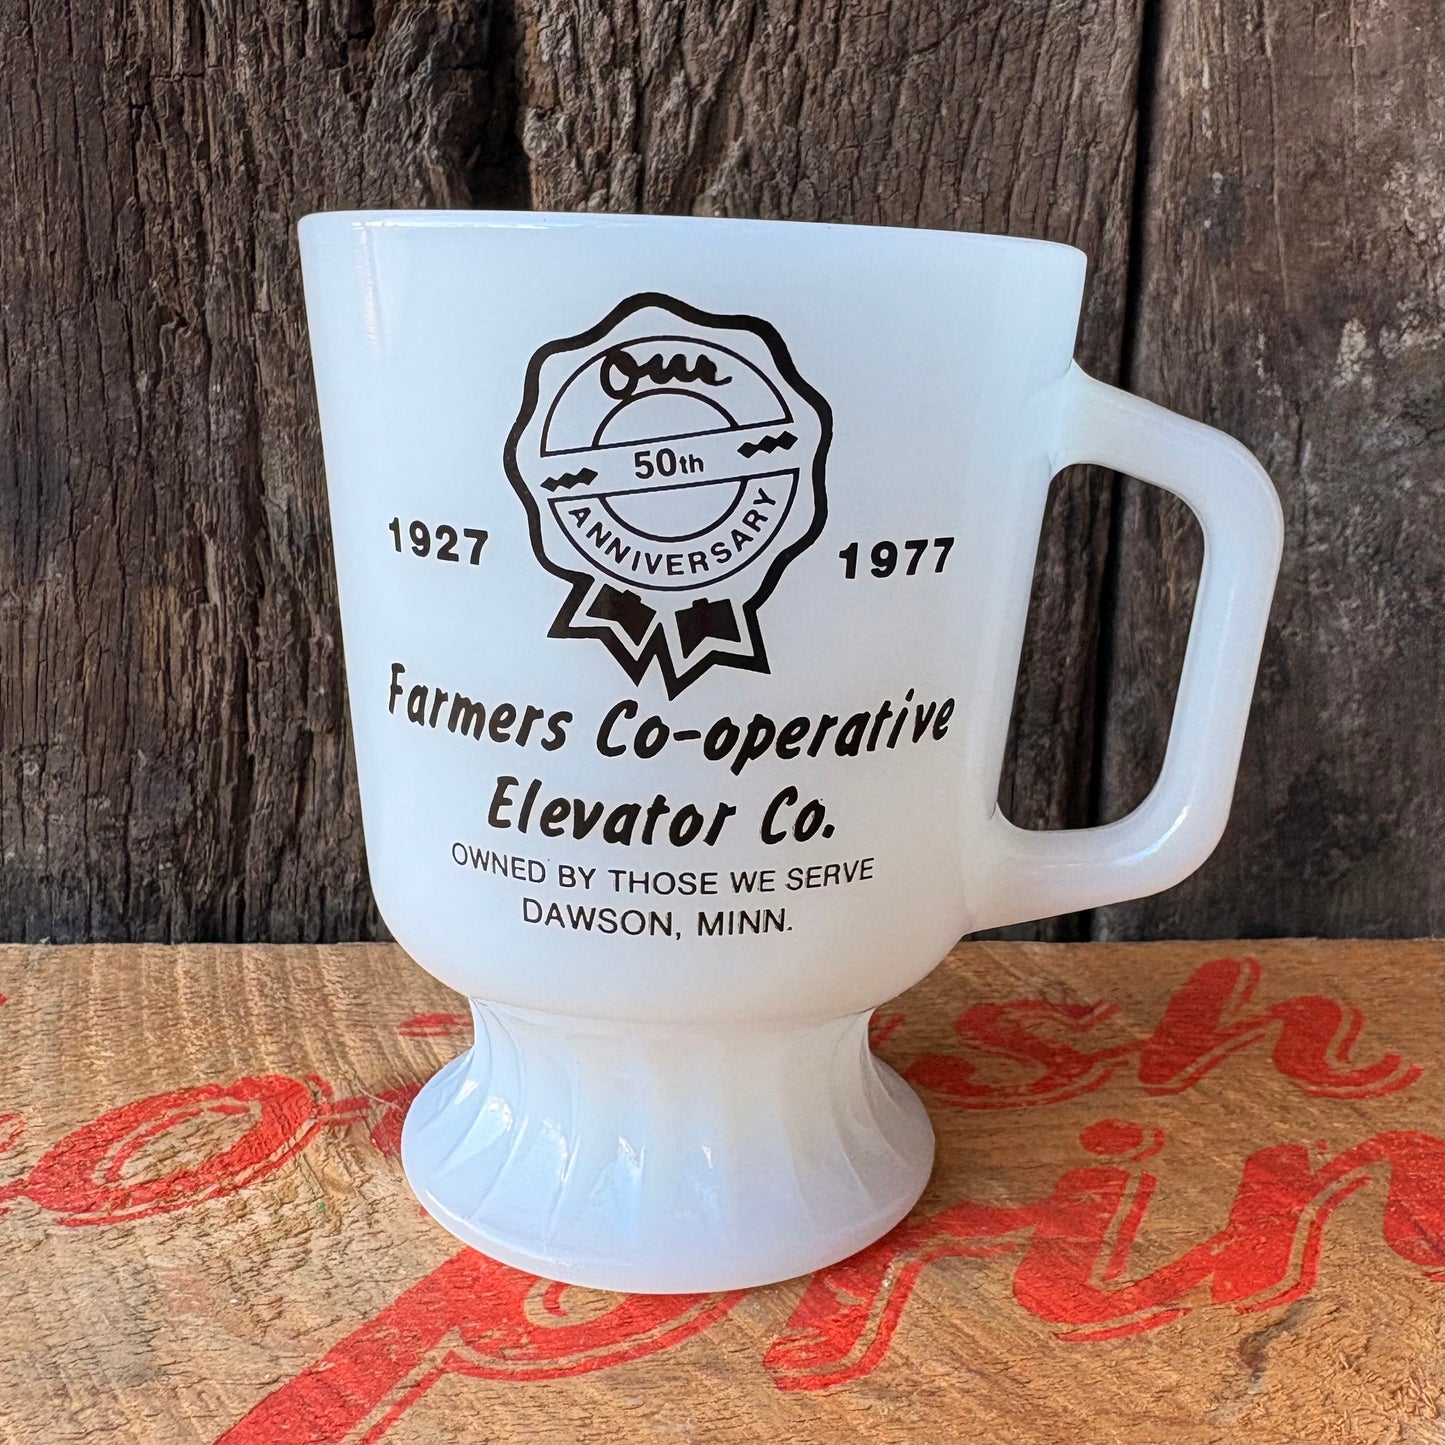 Our
50th
ANNIVERSARY
1927 1977
Farmers Co-operative
Elevator Co.
OWNED BY THOSE WE SERVE
DAWSON, MINN.